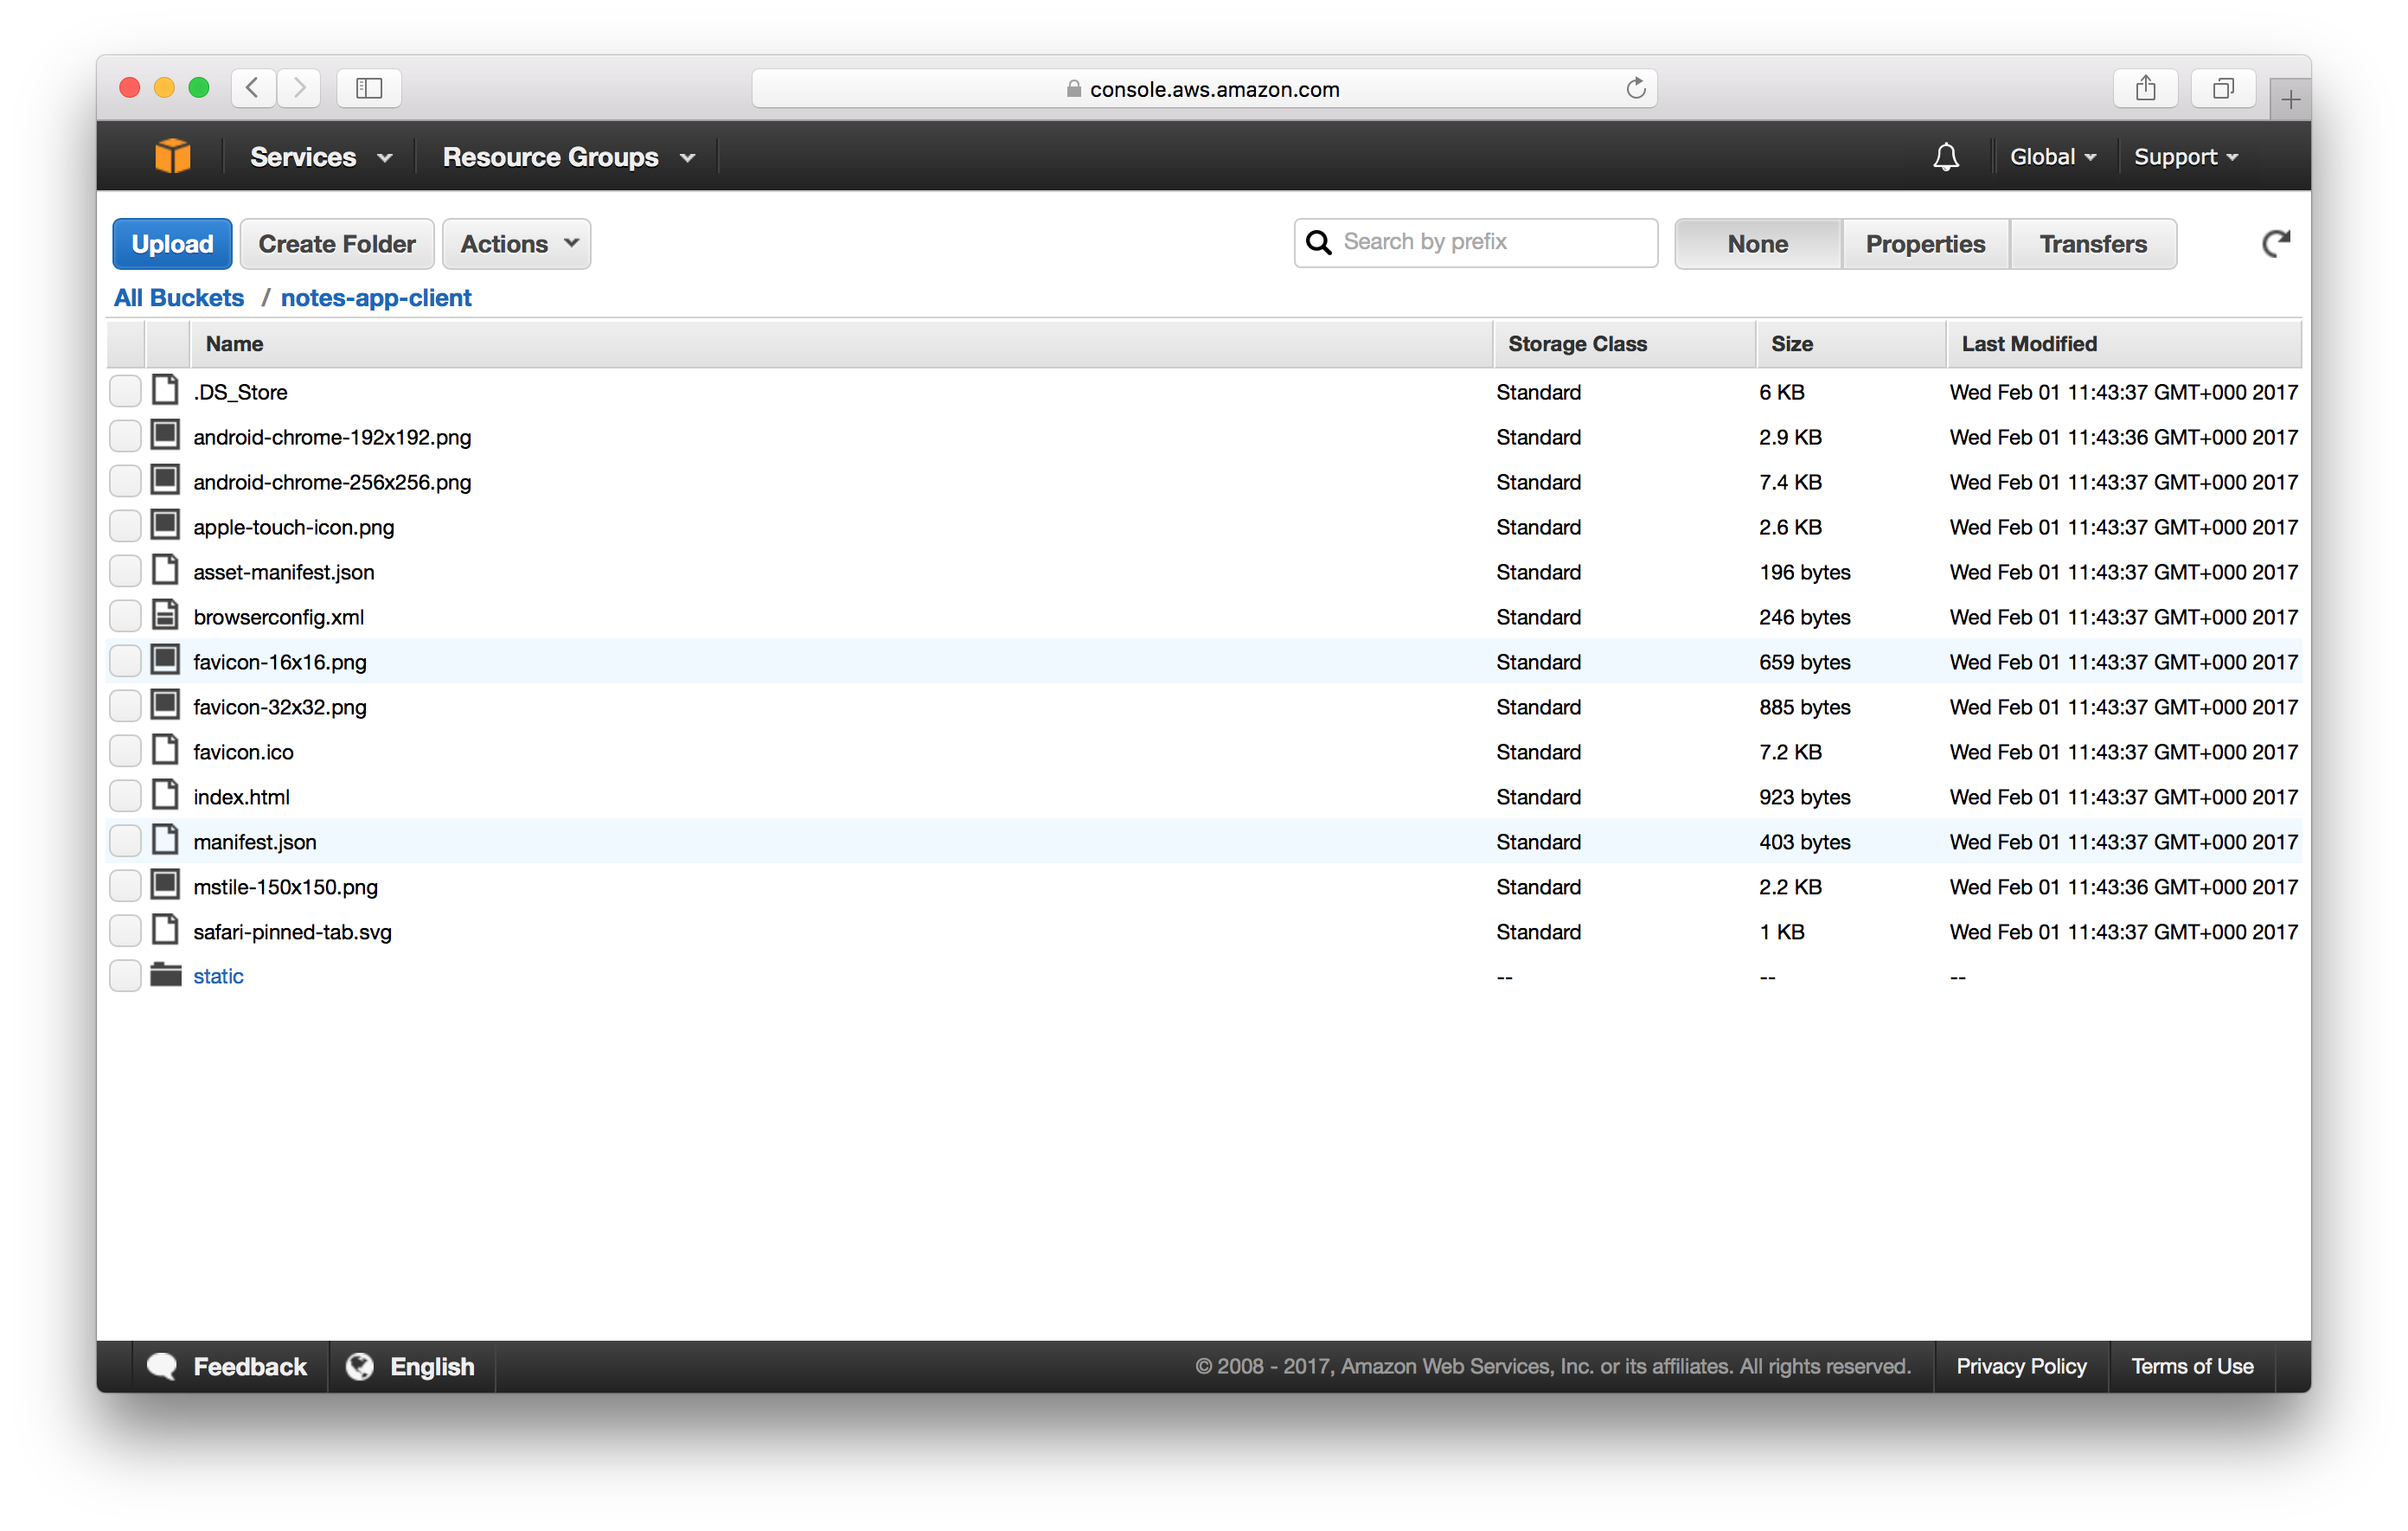 console.aws.amazon.com
Services Resource Groups Global Support
Upload Create Folder Actions Search by prefix None Properties Transfers
All Buckets / notes-app-client
Name Storage Class Size Last Modified
.DS_Store Standard 6 KB Wed Feb 01 11:43:37 GMT+000 2017
android-chrome-192x192.png Standard 2.9 KB Wed Feb 01 11:43:36 GMT+000 2017
android-chrome-256x256.png Standard 7.4 KB Wed Feb 01 11:43:37 GMT+000 2017
apple-touch-icon.png Standard 2.6 KB Wed Feb 01 11:43:37 GMT+000 2017
asset-manifest.json Standard 196 bytes Wed Feb 01 11:43:37 GMT+000 2017
browserconfig.xml Standard 246 bytes Wed Feb 01 11:43:37 GMT+000 2017
favicon-16x16.png Standard 659 bytes Wed Feb 01 11:43:37 GMT+000 2017
favicon-32x32.png Standard 885 bytes Wed Feb 01 11:43:37 GMT+000 2017
favicon.ico Standard 7.2 KB Wed Feb 01 11:43:37 GMT+000 2017
index.html Standard 923 bytes Wed Feb 01 11:43:37 GMT+000 2017
manifest.json Standard 403 bytes Wed Feb 01 11:43:37 GMT+000 2017
mstile-150x150.png Standard 2.2 KB Wed Feb 01 11:43:36 GMT+000 2017
safari-pinned-tab.svg Standard 1 KB Wed Feb 01 11:43:37 GMT+000 2017
static -- -- --
Feedback English © 2008 - 2017, Amazon Web Services, Inc. or its affiliates. All rights reserved. Privacy Policy Terms of Use